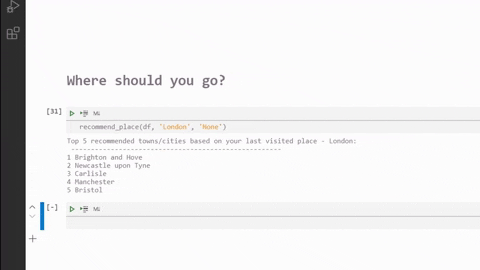 Where should you go?
[31]
M↓
recommend_place(df, 'London', 'None')
Top 5 recommended towns/cities based on your last visited place - London:
--------------------------------------------------
1 Brighton and Hove
2 Newcastle upon Tyne
3 Carlisle
4 Manchester
5 Bristol
[-]
M↓